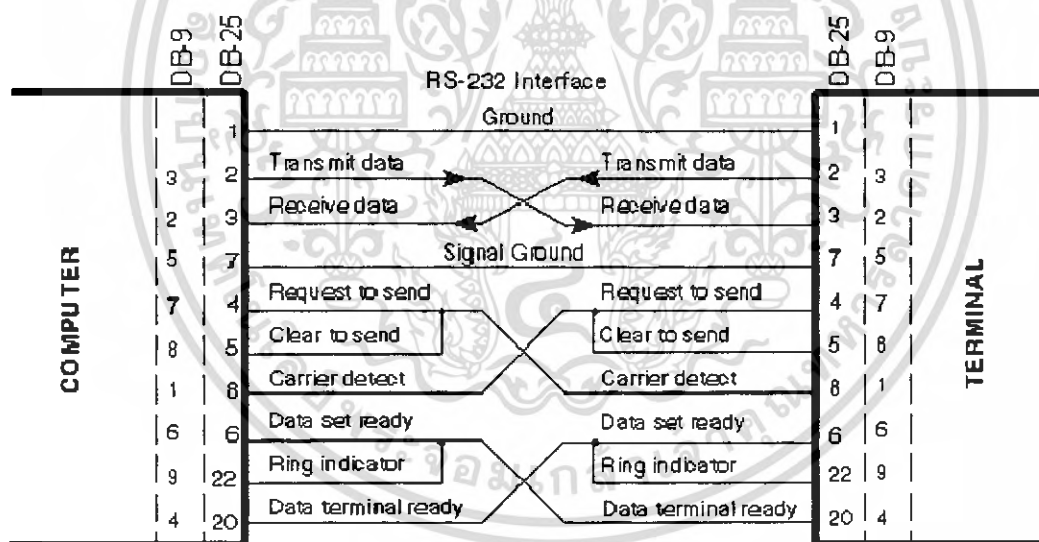 DB-9 DB-25 DB-25 DB-9
RS-232 Interface
Ground
1 1
Transmit data Transmit data
3 2 2 3
Receive data Receive data
2 3 3 2
Signal Ground
5 7 7 5
Request to send Request to send
7 4 4 7
Clear to send Clear to send
8 5 5 8
Carrier detect Carrier detect
1 8 8 1
Data set ready Data set ready
6 6 6 6
Ring indicator Ring indicator
9 22 22 9
Data terminal ready Data terminal ready
4 20 20 4
COMPUTER
TERMINAL